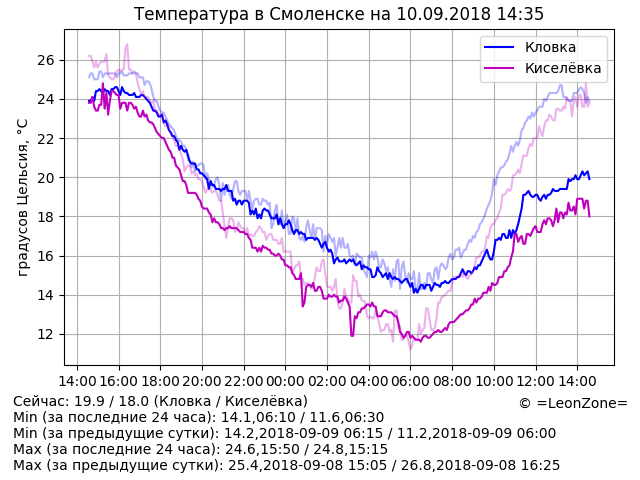 Температура в Смоленске на 10.09.2018 14:35
Кловка
Киселёвка
градусов Цельсия, °C
26
24
22
20
18
16
14
12
14:00 16:00 18:00 20:00 22:00 00:00 02:00 04:00 06:00 08:00 10:00 12:00 14:00
Сейчас: 19.9 / 18.0 (Кловка / Киселёвка)
© =LeonZone=
Min (за последние 24 часа): 14.1,06:10 / 11.6,06:30
Min (за предыдущие сутки): 14.2,2018-09-09 06:15 / 11.2,2018-09-09 06:00
Max (за последние 24 часа): 24.6,15:50 / 24.8,15:15
Max (за предыдущие сутки): 25.4,2018-09-08 15:05 / 26.8,2018-09-08 16:25